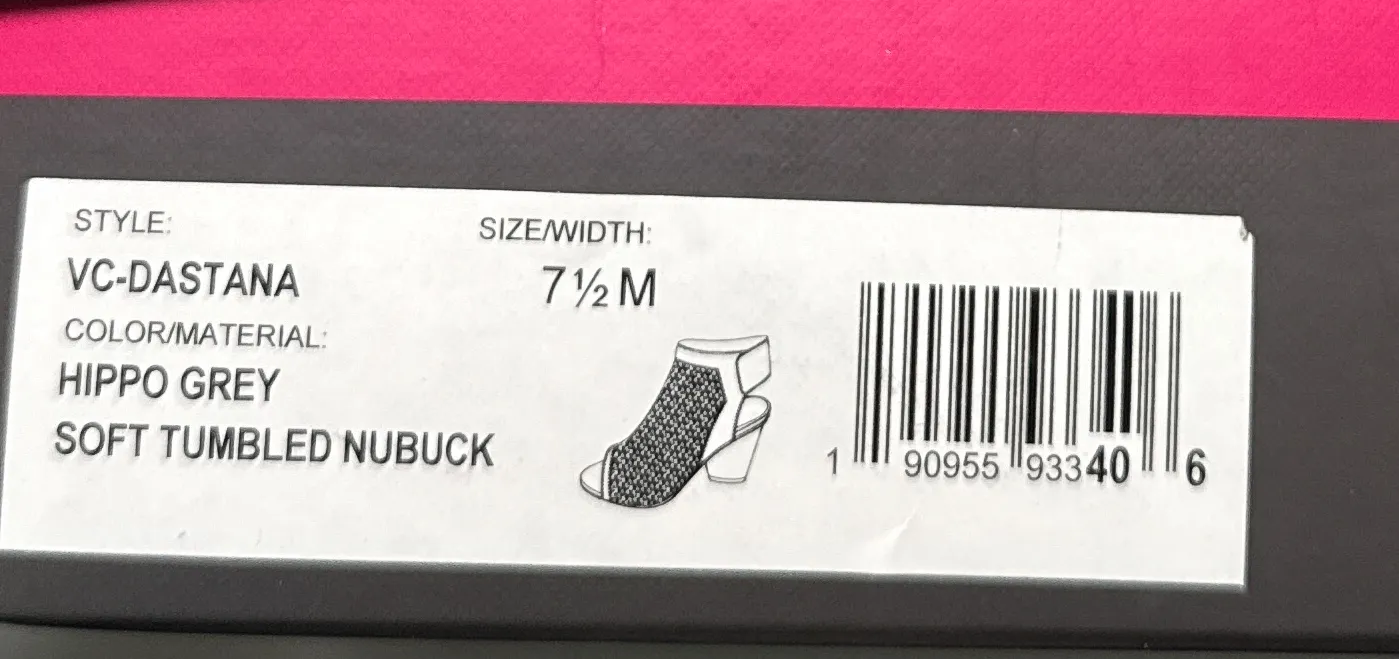 STYLE:
VC-DASTANA
COLOR/MATERIAL:
HIPPO GREY
SOFT TUMBLED NUBUCK
SIZE/WIDTH:
7 ½ M
1 90955 93340 6